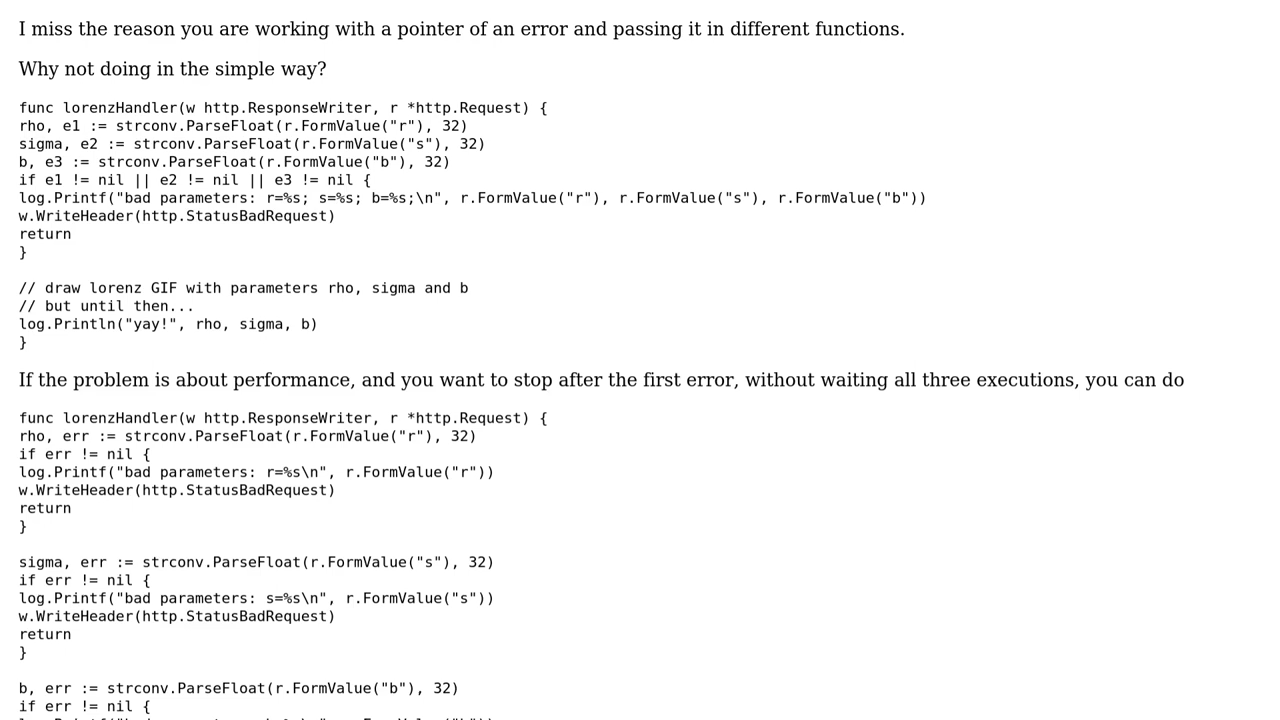 I miss the reason you are working with a pointer of an error and passing it in different functions.
Why not doing in the simple way?
func lorenzHandler(w http.ResponseWriter, r *http.Request) {
rho, e1 := strconv.ParseFloat(r.FormValue("r"), 32)
sigma, e2 := strconv.ParseFloat(r.FormValue("s"), 32)
b, e3 := strconv.ParseFloat(r.FormValue("b"), 32)
if e1 != nil || e2 != nil || e3 != nil {
log.Printf("bad parameters: r=%s; s=%s; b=%s;\n", r.FormValue("r"), r.FormValue("s"), r.FormValue("b"))
w.WriteHeader(http.StatusBadRequest)
return
}
// draw lorenz GIF with parameters rho, sigma and b
// but until then...
log.Println("yay!", rho, sigma, b)
}
If the problem is about performance, and you want to stop after the first error, without waiting all three executions, you can do
func lorenzHandler(w http.ResponseWriter, r *http.Request) {
rho, err := strconv.ParseFloat(r.FormValue("r"), 32)
if err != nil {
log.Printf("bad parameters: r=%s\n", r.FormValue("r"))
w.WriteHeader(http.StatusBadRequest)
return
}
sigma, err := strconv.ParseFloat(r.FormValue("s"), 32)
if err != nil {
log.Printf("bad parameters: s=%s\n", r.FormValue("s"))
w.WriteHeader(http.StatusBadRequest)
return
}
b, err := strconv.ParseFloat(r.FormValue("b"), 32)
if err != nil {